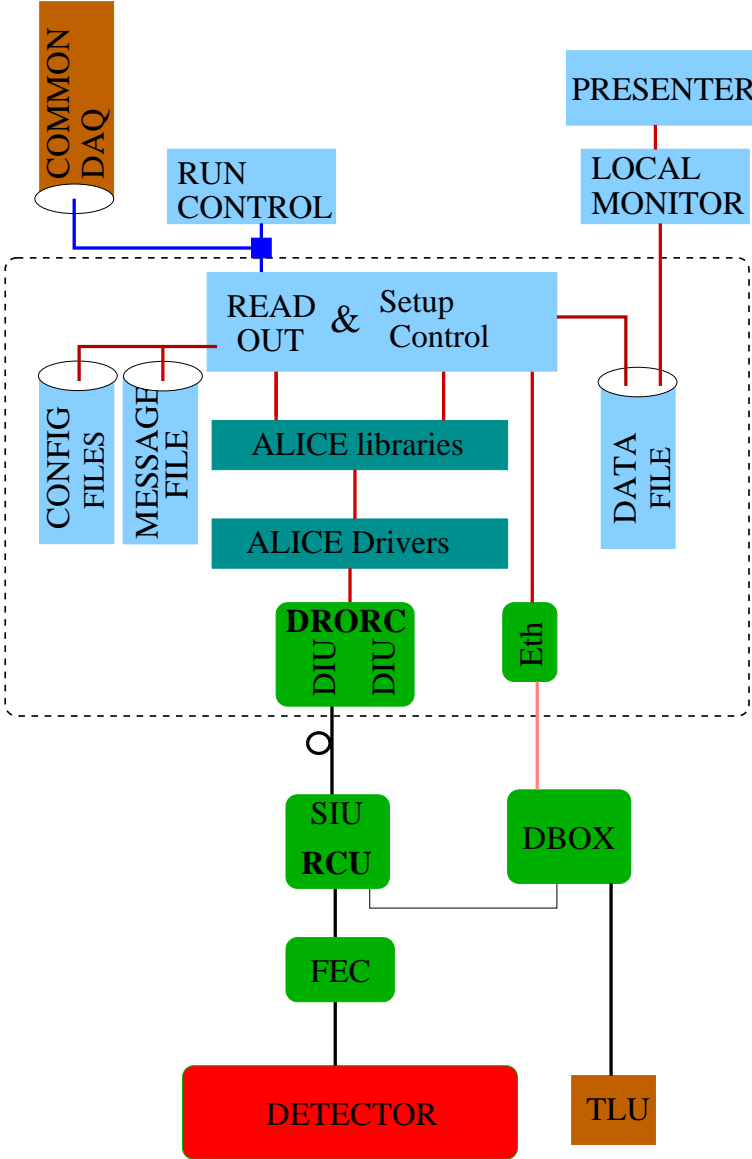 COMMON
DAQ
PRESENTER
RUN
CONTROL
LOCAL
MONITOR
READ
OUT
&
Setup
Control
CONFIG
FILES
MESSAGE
FILE
ALICE libraries
DATA
FILE
ALICE Drivers
DRORC
DIU
DIU
Eth
SIU
RCU
DBOX
FEC
DETECTOR
TLU